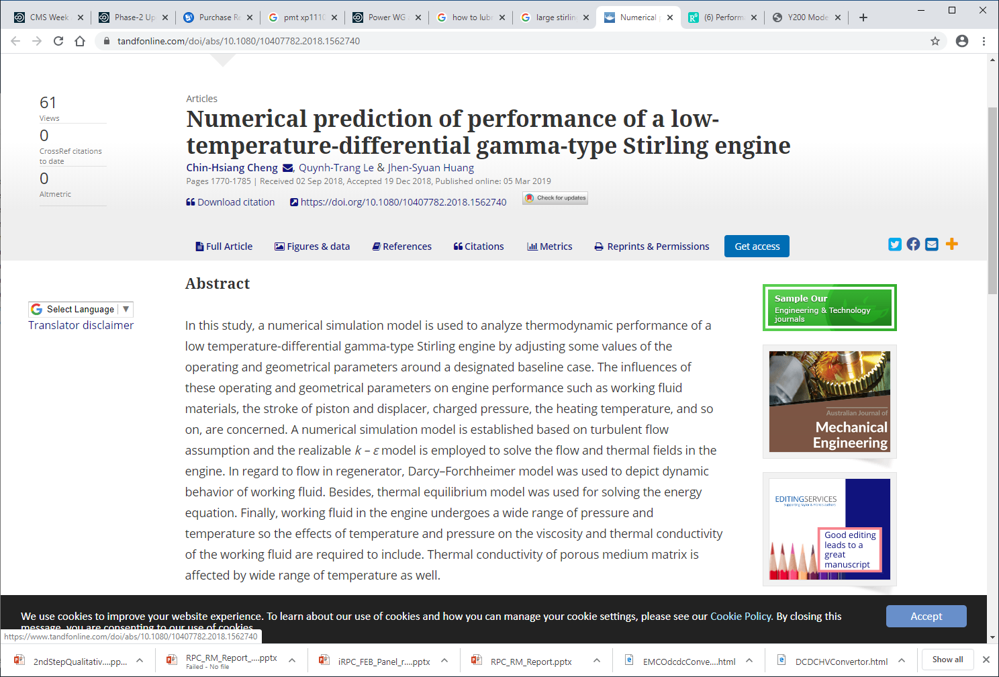 CMS Week
Phase-2 Up
Purchase Re
pmt xp1110
Power WG
how to lub
large stirlin
Numerical p
(6) Perform
Y200 Mode
tandfonline.com/doi/abs/10.1080/10407782.2018.1562740
61
Views
0
CrossRef citations
to date
0
Altmetric
Articles
Numerical prediction of performance of a low-
temperature-differential gamma-type Stirling engine
Chin-Hsiang Cheng , Quynh-Trang Le & Jhen-Syuan Huang
Pages 1770-1785 | Received 02 Sep 2018, Accepted 19 Dec 2018, Published online: 05 Mar 2019
Download citation https://doi.org/10.1080/10407782.2018.1562740 Check for updates
Full Article Figures & data References Citations Metrics Reprints & Permissions Get access
Abstract
Select Language ▼
Translator disclaimer
In this study, a numerical simulation model is used to analyze thermodynamic performance of a
low temperature-differential gamma-type Stirling engine by adjusting some values of the
operating and geometrical parameters around a designated baseline case. The influences of
these operating and geometrical parameters on engine performance such as working fluid
materials, the stroke of piston and displacer, charged pressure, the heating temperature, and so
on, are concerned. A numerical simulation model is established based on turbulent flow
assumption and the realizable k – ε model is employed to solve the flow and thermal fields in the
engine. In regard to flow in regenerator, Darcy–Forchheimer model was used to depict dynamic
behavior of working fluid. Besides, thermal equilibrium model was used for solving the energy
equation. Finally, working fluid in the engine undergoes a wide range of pressure and
temperature so the effects of temperature and pressure on the viscosity and thermal conductivity
of the working fluid are required to include. Thermal conductivity of porous medium matrix is
affected by wide range of temperature as well.
Sample Our
Engineering & Technology
journals
Australian Journal of
Mechanical
Engineering
EDITINGSERVICES
Supporting Taylor & Francis authors
Good editing
leads to a
great
manuscript
We use cookies to improve your website experience. To learn about our use of cookies and how you can manage your cookie settings, please see our Cookie Policy. By closing this
message, you are consenting to our use of cookies.
Accept
https://www.tandfonline.com/doi/abs/10.1080/10407782.2018.1562740
2ndStepQualitativ....pp...
RPC_RM_Report_....pptx
Failed - No file
iRPC_FEB_Panel_r....pptx
RPC_RM_Report.pptx
EMCOdcdcConve....html
DCDCHVConvertor.html
Show all